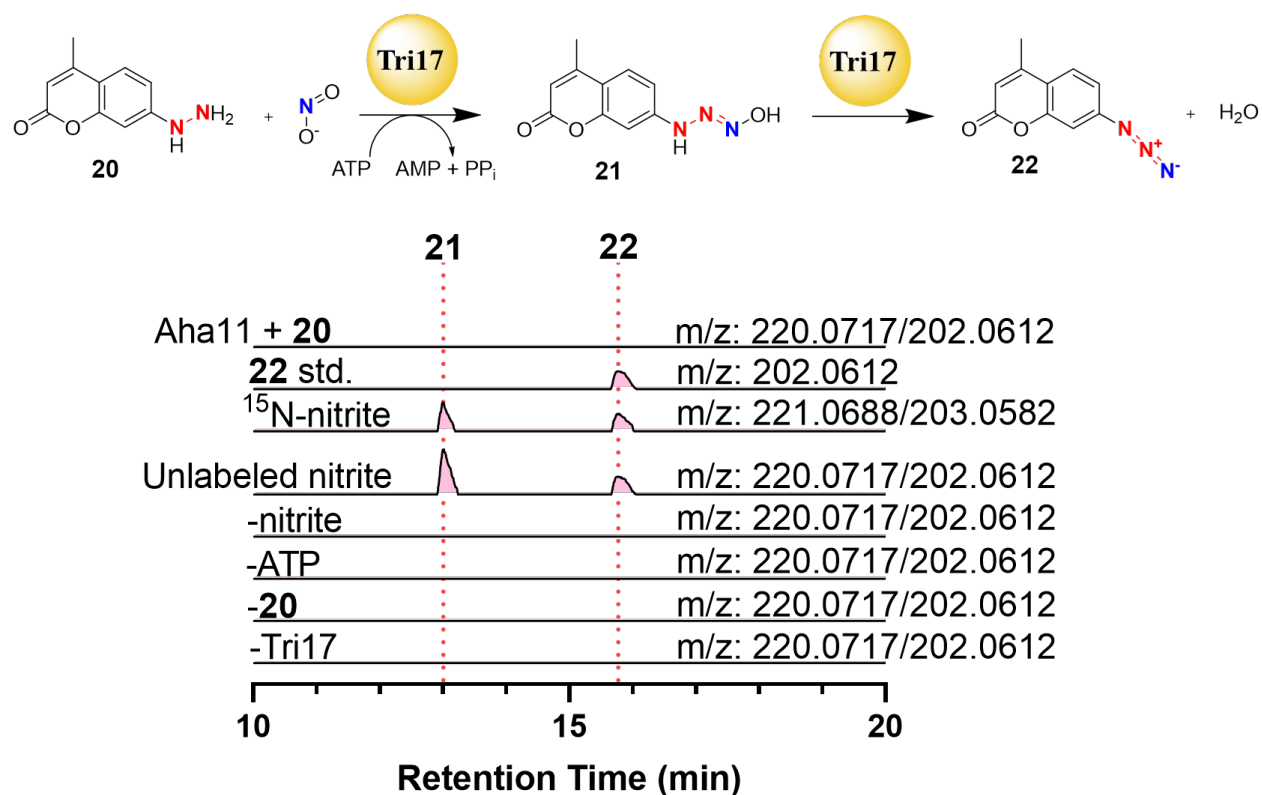 Tri17
Tri17
O
O
N
H
NH₂
20
+
N
O
O⁻
ATP
AMP + PPᵢ
O
O
N
H
N
N
OH
21
O
O
N
N⁺
N⁻
22
+
H₂O
21
22
Aha11 + 20 m/z: 220.0717/202.0612
22 std. m/z: 202.0612
¹⁵N-nitrite m/z: 221.0688/203.0582
Unlabeled nitrite m/z: 220.0717/202.0612
-nitrite m/z: 220.0717/202.0612
-ATP m/z: 220.0717/202.0612
-20 m/z: 220.0717/202.0612
-Tri17 m/z: 220.0717/202.0612
10 15 20
Retention Time (min)